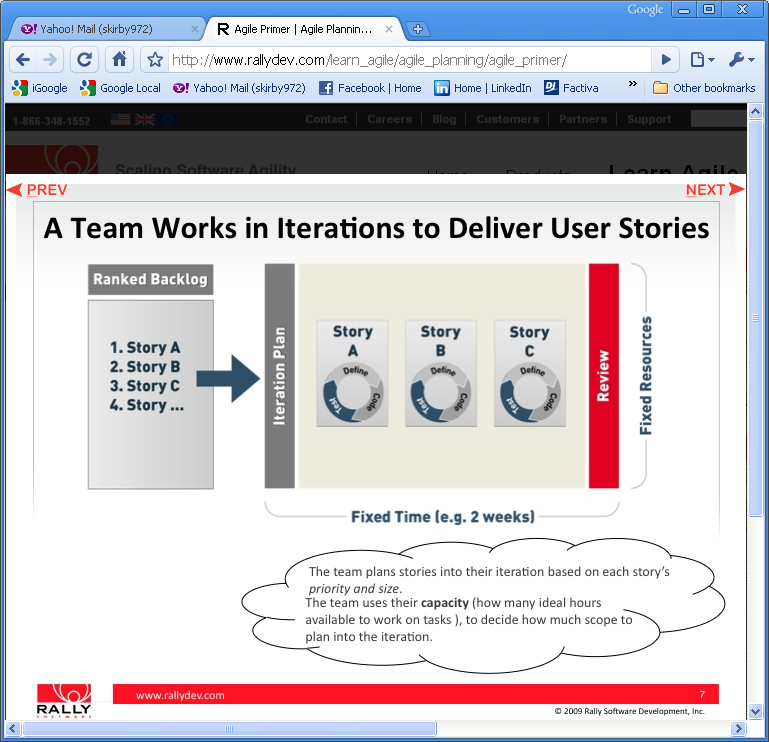 Google
Yahoo! Mail (skirby972)
R Agile Primer | Agile Plannin...
http://www.rallydev.com/learn_agile/agile_planning/agile_primer/
iGoogle
Google Local
Yahoo! Mail (skirby972)
Facebook | Home
Home | LinkedIn
DJ Factiva
»
Other bookmarks
1-866-348-1552
Contact
Careers
Blog
Customers
Partners
Support
Scaling Software Agility
Home
Products
Learn Agile
PREV
NEXT
A Team Works in Iterations to Deliver User Stories
Ranked Backlog
1. Story A
2. Story B
3. Story C
4. Story ...
Iteration Plan
Story
A
Define
Code
Test
Story
B
Define
Code
Test
Story
C
Define
Code
Test
Review
Fixed Resources
Fixed Time (e.g. 2 weeks)
The team plans stories into their iteration based on each story’s
priority and size.
The team uses their capacity (how many ideal hours
available to work on tasks ), to decide how much scope to
plan into the iteration.
RALLY
SOFTWARE
www.rallydev.com
7
© 2009 Rally Software Development, Inc.